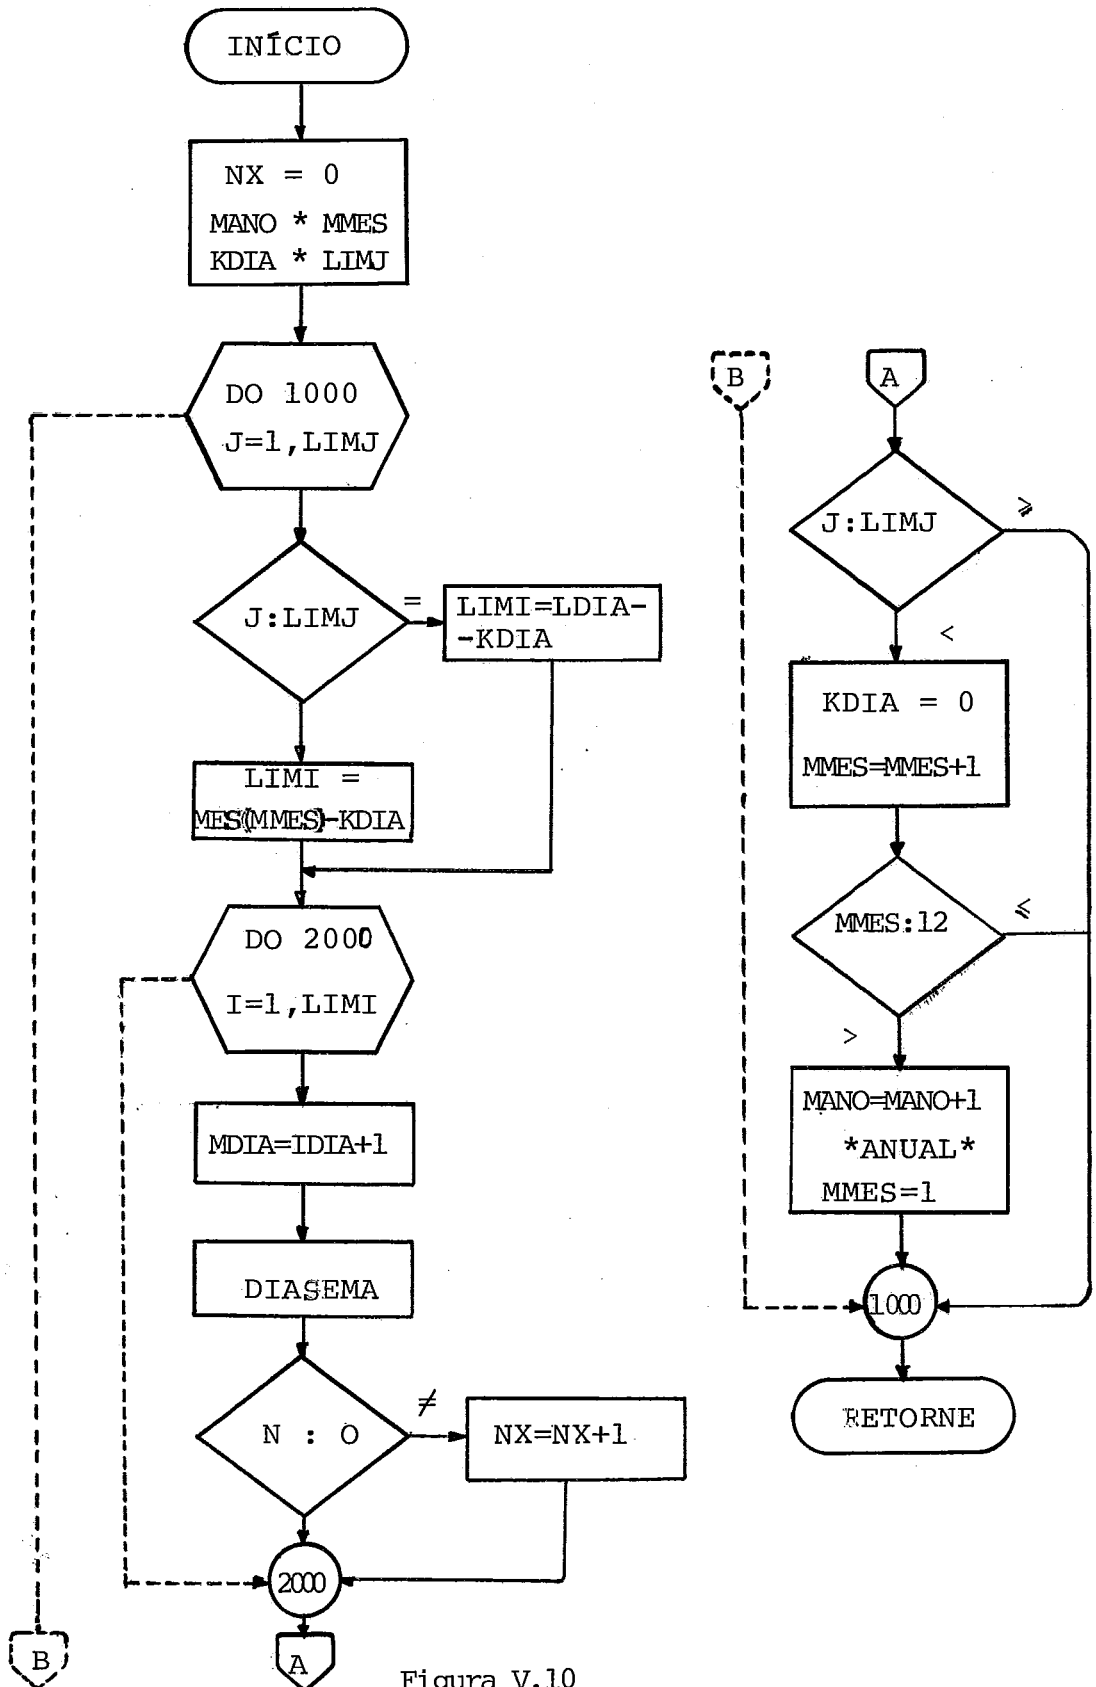 INÍCIO
NX = 0
MANO * MMES
KDIA * LIMJ
DO 1000
J=1,LIMJ
J:LIMJ
=
LIMI=LDIA-
-KDIA
LIMI =
MES(MMES)-KDIA
DO 2000
I=1,LIMI
MDIA=IDIA+1
DIASEMA
N : O
≠
NX=NX+1
2000
B
A
B
A
J:LIMJ
⩾
<
KDIA = 0
MMES=MMES+1
MMES:12
⩽
>
MANO=MANO+1
*ANUAL*
MMES=1
1000
RETORNE
Figura V.10